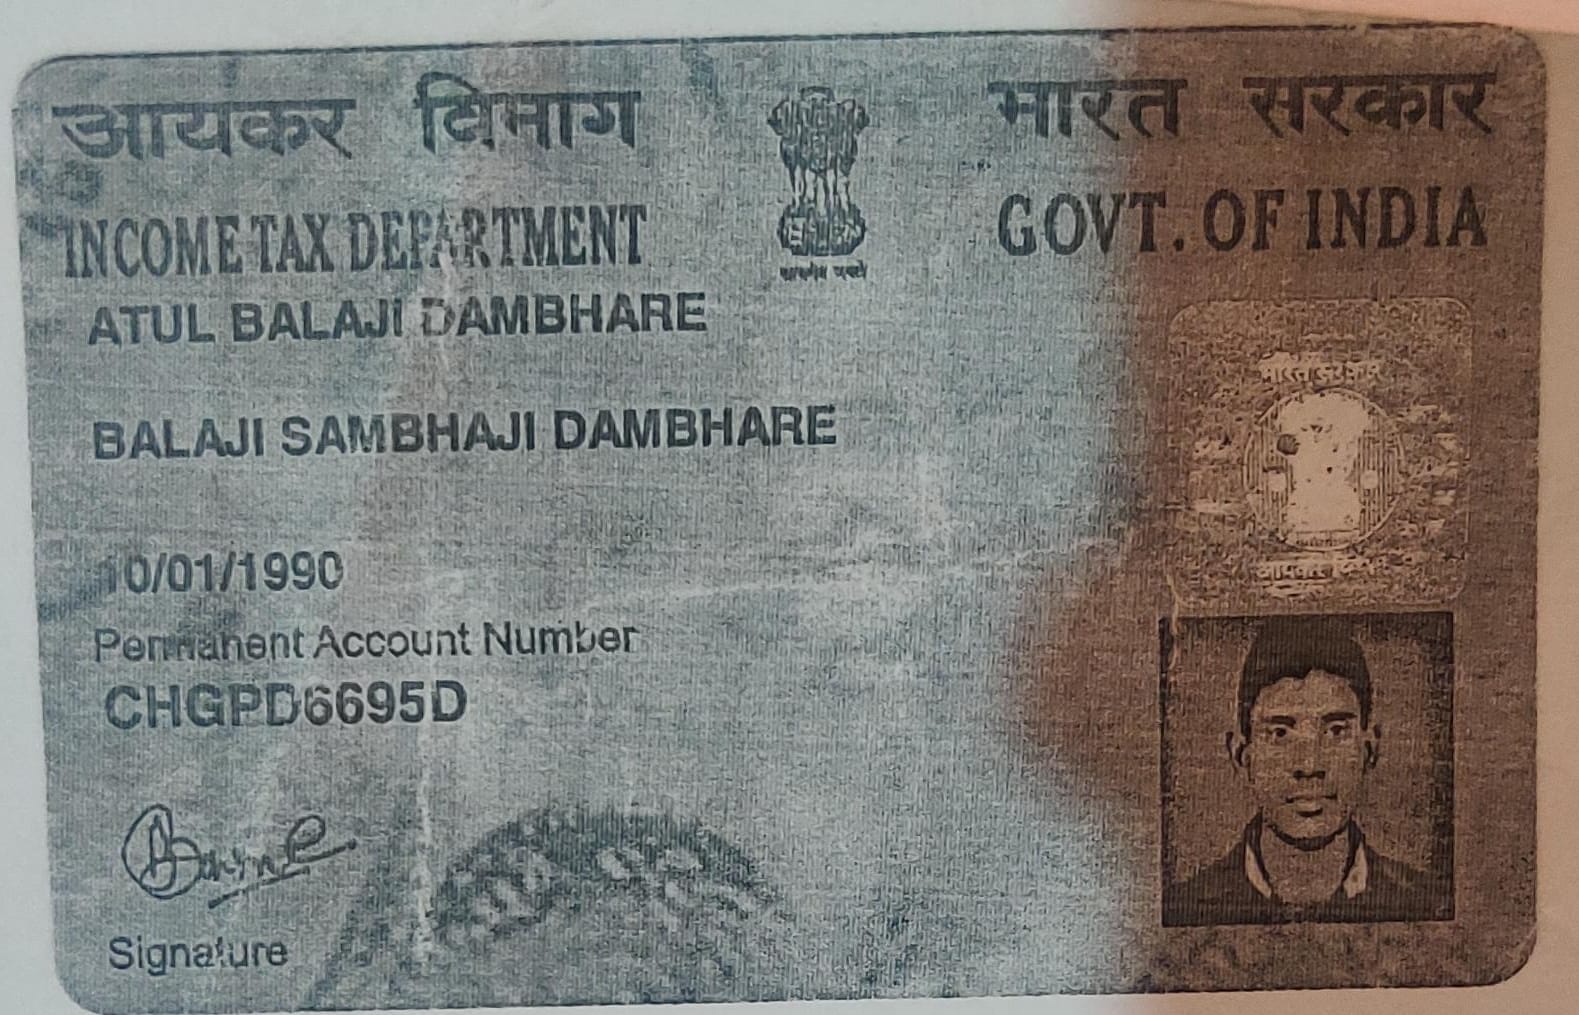 आयकर विभाग भारत सरकार
INCOME TAX DEPARTMENT GOVT. OF INDIA
ATUL BALAJI DAMBHARE
BALAJI SAMBHAJI DAMBHARE
10/01/1990
Permanent Account Number
CHGPD6695D
Signature